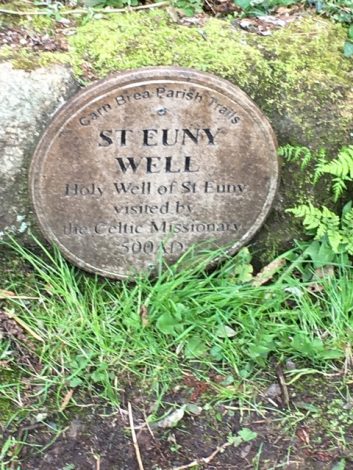 Carn Brea Parish Trails
ST EUNY
WELL
Holy Well of St Euny
visited by
the Celtic Missionary
500AD